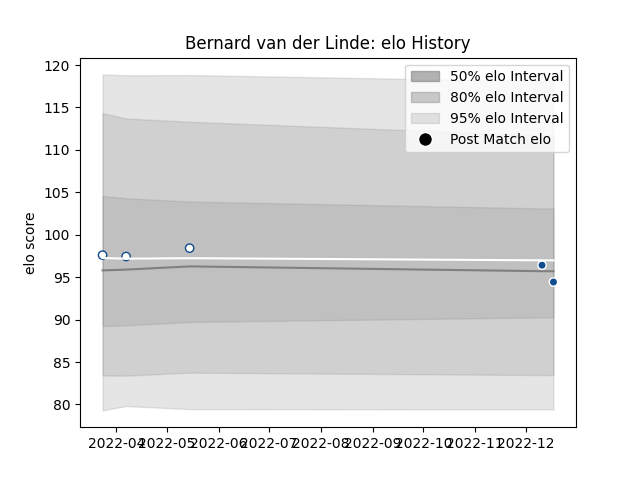 Bernard van der Linde: elo History
50% elo Interval
80% elo Interval
95% elo Interval
Post Match elo
elo score
120
115
110
105
100
95
90
85
80
2022-04 2022-05 2022-06 2022-07 2022-08 2022-09 2022-10 2022-11 2022-12